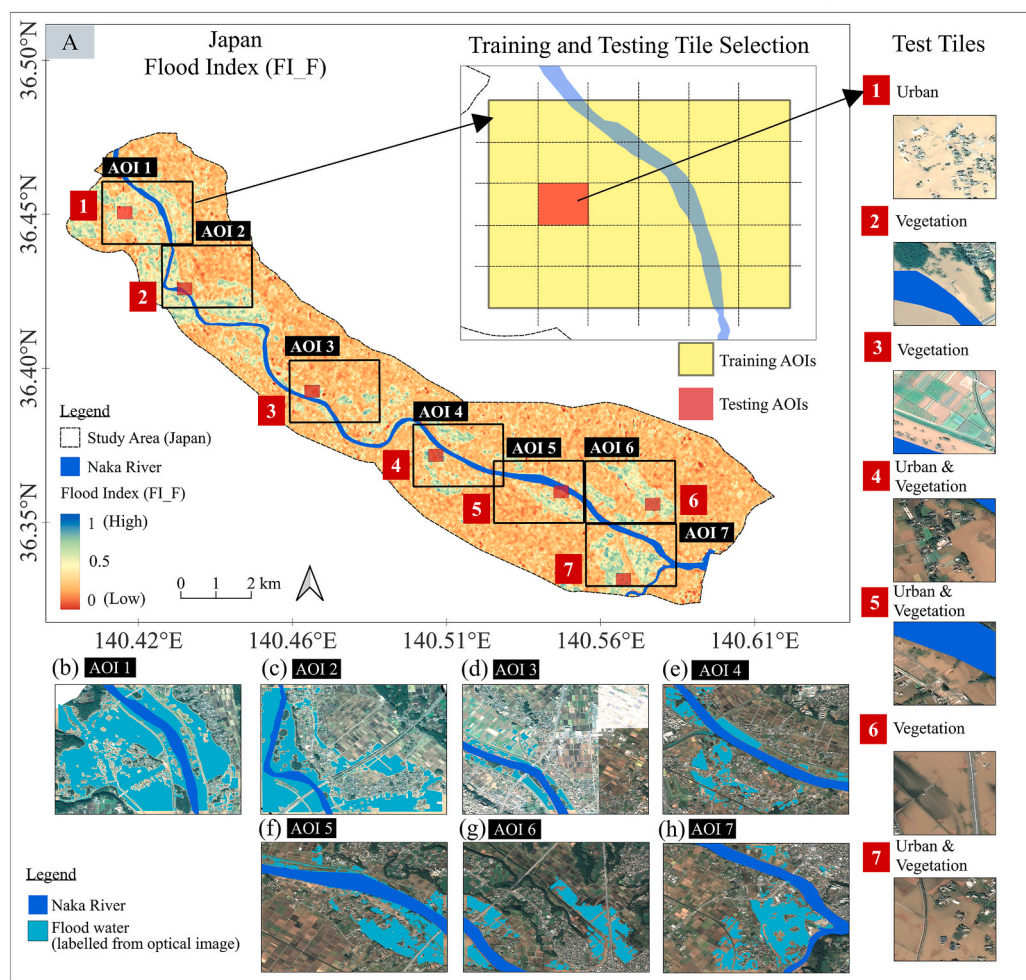 A
Japan
Flood Index (FI_F)
Training and Testing Tile Selection
Training AOIs
Testing AOIs
36.50°N
36.45°N
36.40°N
36.35°N
AOI 1
AOI 2
AOI 3
AOI 4
AOI 5
AOI 6
AOI 7
1
2
3
4
5
6
7
Legend
Study Area (Japan)
Naka River
Flood Index (FI_F)
1 (High)
0.5
0 (Low)
0 1 2 km
140.42°E
140.46°E
140.51°E
140.56°E
140.61°E
Test Tiles
1 Urban
2 Vegetation
3 Vegetation
4 Urban &
Vegetation
5 Urban &
Vegetation
6 Vegetation
7 Urban &
Vegetation
(b) AOI 1
(c) AOI 2
(d) AOI 3
(e) AOI 4
(f) AOI 5
(g) AOI 6
(h) AOI 7
Legend
Naka River
Flood water
(labelled from optical image)